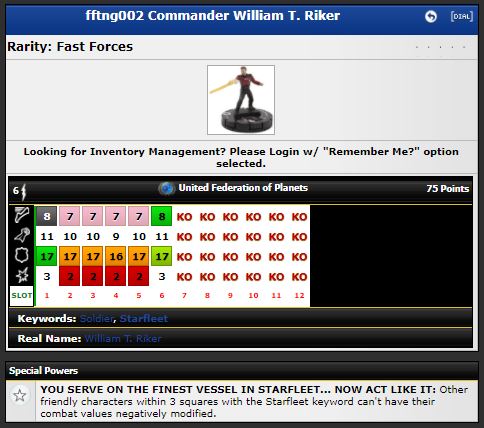 fftng002 Commander William T. Riker
[DIAL]
Rarity: Fast Forces
Looking for Inventory Management? Please Login w/ "Remember Me?" option
selected.
6 United Federation of Planets 75 Points
8 7 7 7 7 8 KO KO KO KO KO KO
11 10 10 9 10 11 KO KO KO KO KO KO
17 17 17 16 17 17 KO KO KO KO KO KO
3 2 2 2 2 3 KO KO KO KO KO KO
SLOT 1 2 3 4 5 6 7 8 9 10 11 12
Keywords: Soldier, Starfleet
Real Name: William T. Riker
Special Powers
YOU SERVE ON THE FINEST VESSEL IN STARFLEET... NOW ACT LIKE IT: Other
friendly characters within 3 squares with the Starfleet keyword can't have their
combat values negatively modified.